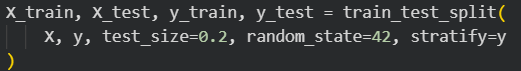 X_train, X_test, y_train, y_test = train_test_split(
    X, y, test_size=0.2, random_state=42, stratify=y
)